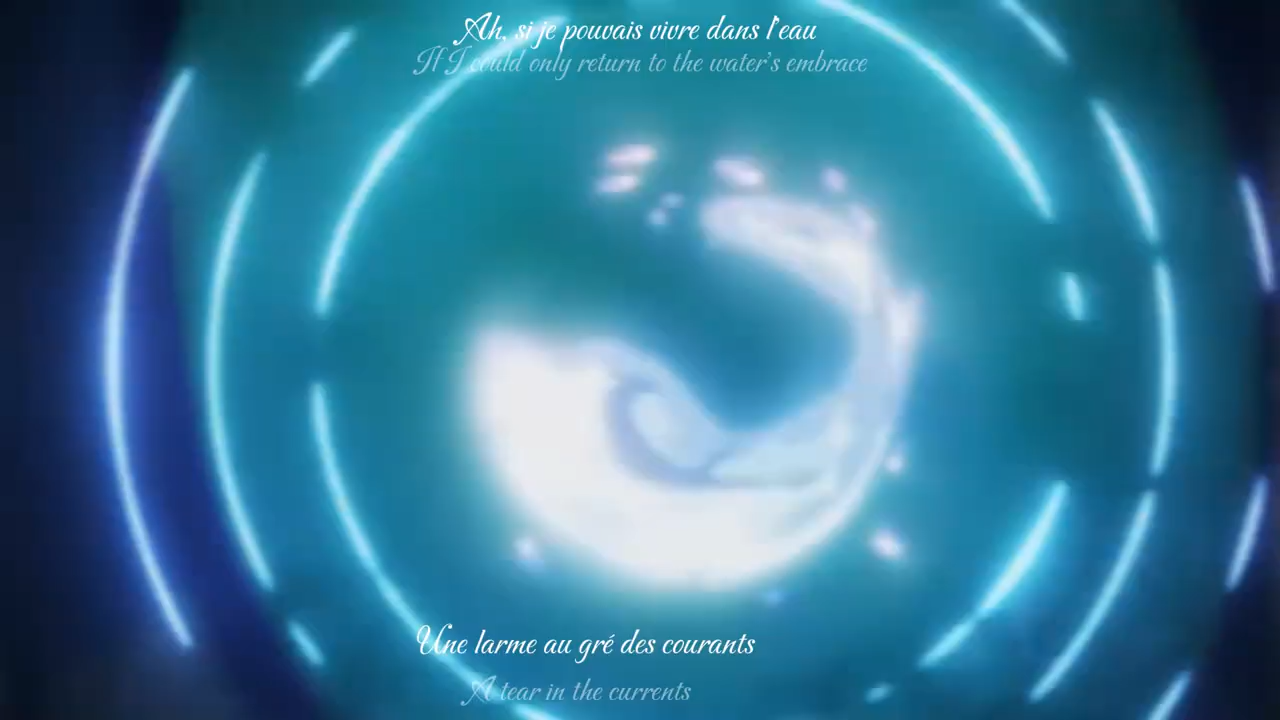 Ah, si je pouvais vivre dans l'eau
If I could only return to the water's embrace
Une larme au gré des courants
A tear in the currents